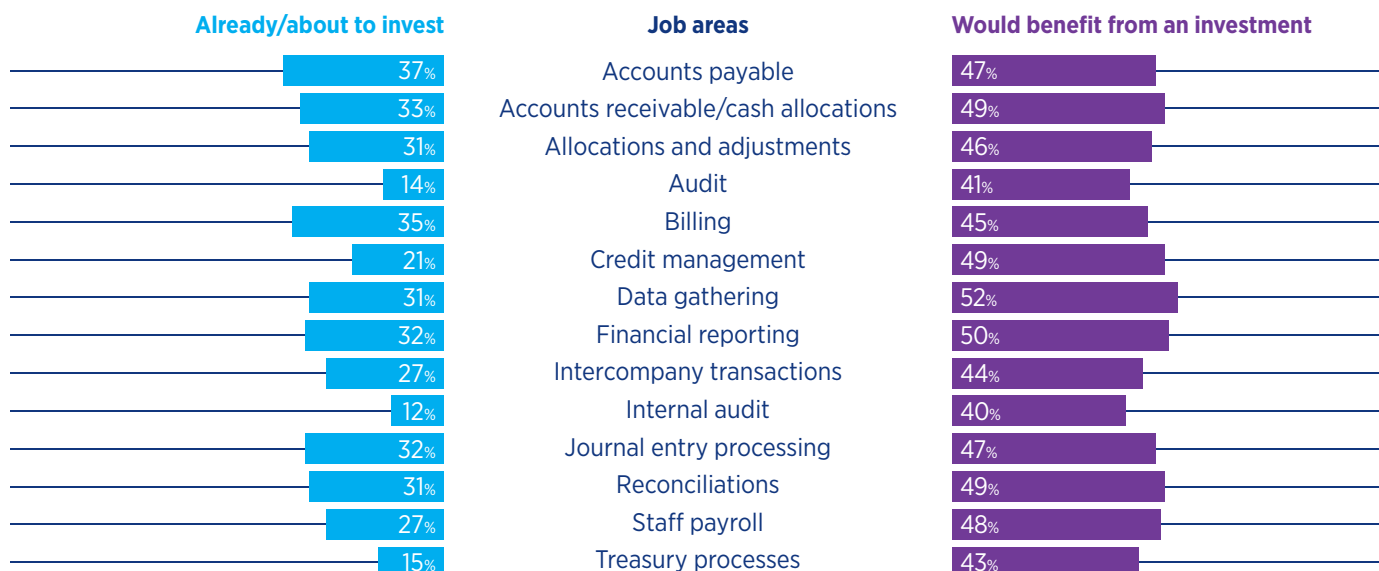 Already/about to invest Job areas Would benefit from an investment
37% Accounts payable 47%
33% Accounts receivable/cash allocations 49%
31% Allocations and adjustments 46%
14% Audit 41%
35% Billing 45%
21% Credit management 49%
31% Data gathering 52%
32% Financial reporting 50%
27% Intercompany transactions 44%
12% Internal audit 40%
32% Journal entry processing 47%
31% Reconciliations 49%
27% Staff payroll 48%
15% Treasury processes 43%